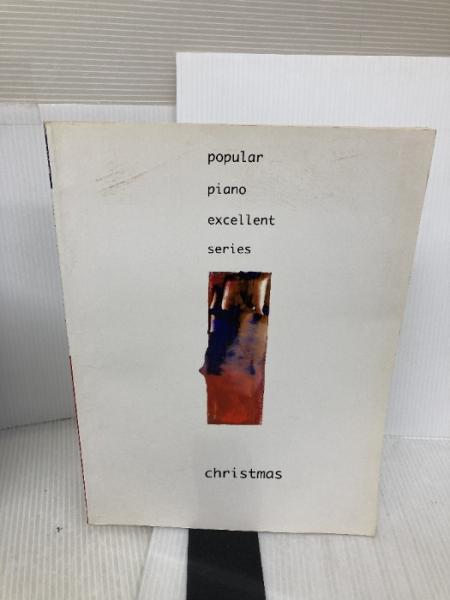 popular
piano
excellent
series
christmas